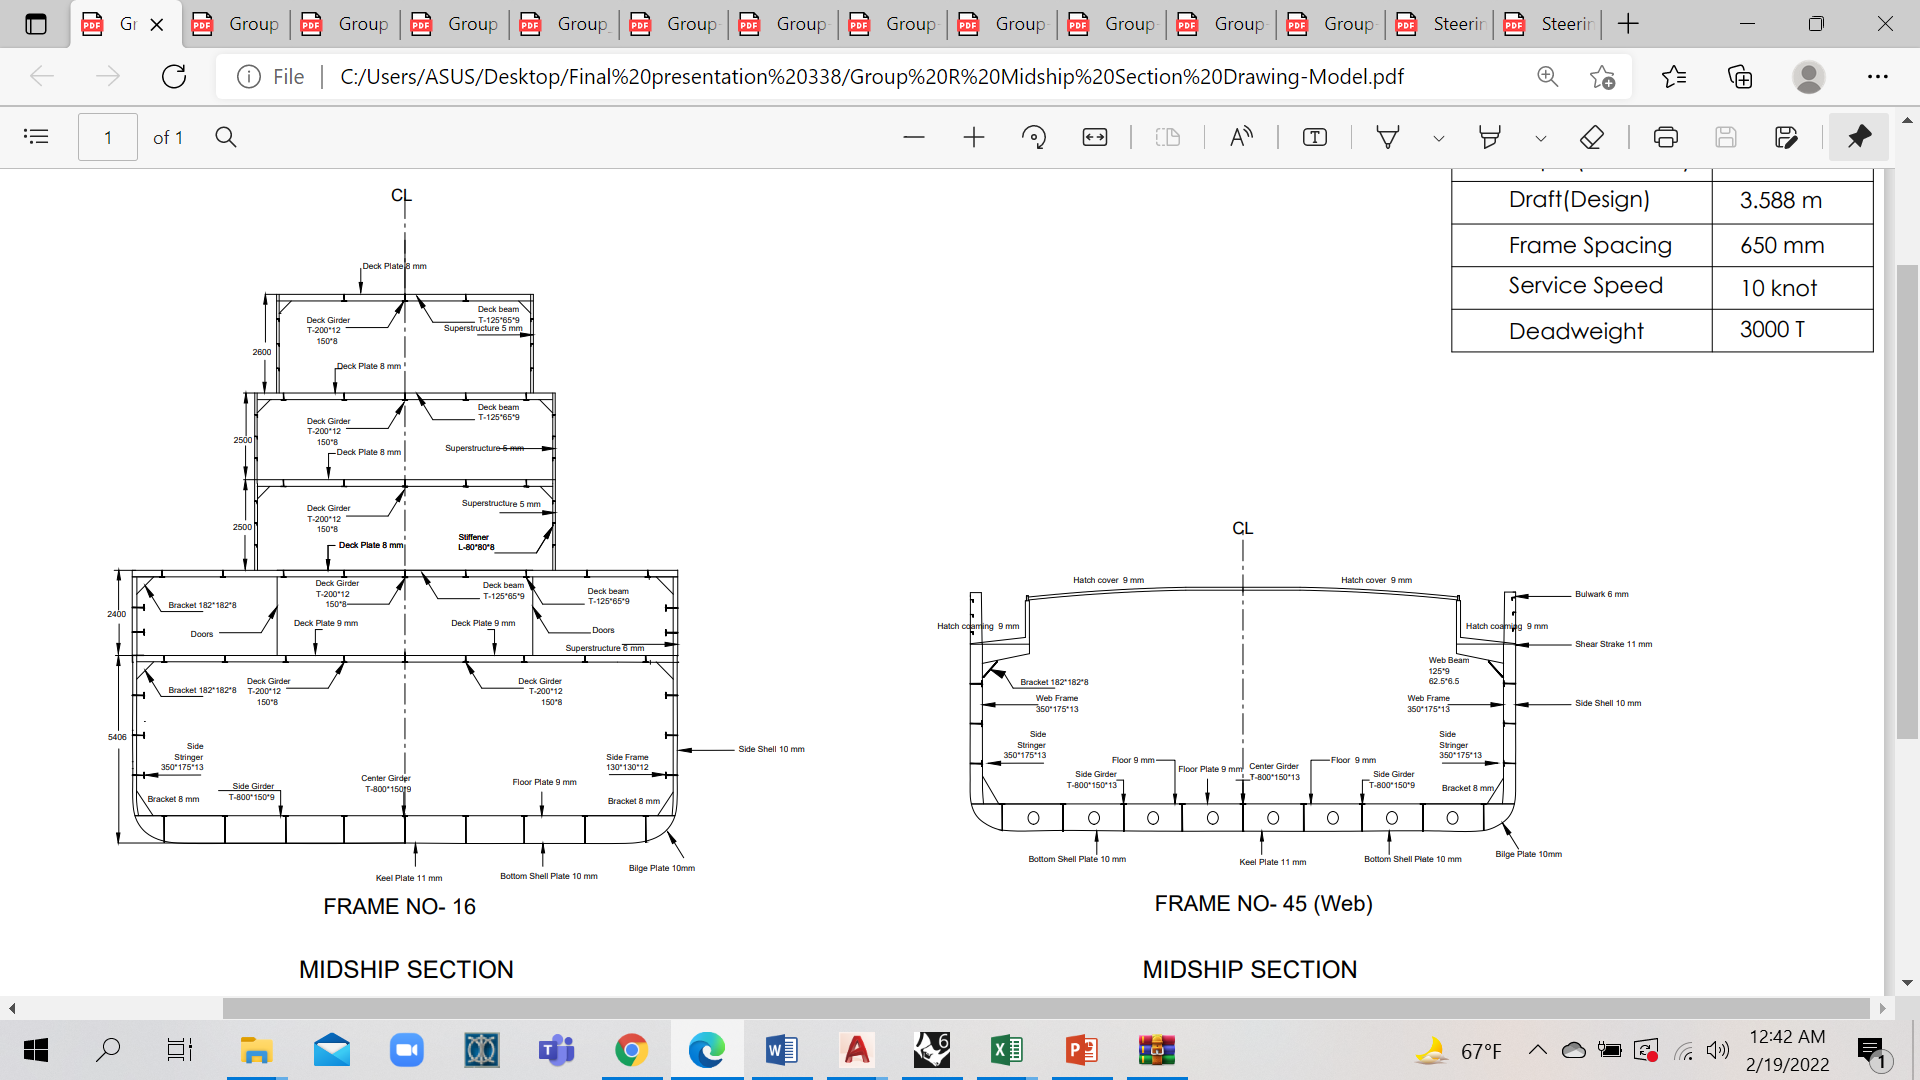 Gr
Group
Group
Group
Group_
Group-
Group-
Group-
Group-
Group-
Group-
Group-
Steerin
Steerin
File
C:/Users/ASUS/Desktop/Final%20presentation%20338/Group%20R%20Midship%20Section%20Drawing-Model.pdf
1
of 1
Draft(Design) 3.588 m
Frame Spacing 650 mm
Service Speed 10 knot
Deadweight 3000 T
CL
Deck Plate 8 mm
Deck Girder
T-200*12
150*8
Deck beam
T-125*65*9
Superstructure 5 mm
2600
Deck Plate 8 mm
Deck Girder
T-200*12
150*8
Deck beam
T-125*65*9
2500
Superstructure 5 mm
Deck Plate 8 mm
Deck Girder
T-200*12
150*8
Superstructure 5 mm
2500
Stiffener
L-80*80*8
Deck Plate 8 mm
Deck Girder
T-200*12
150*8
Deck beam
T-125*65*9
Deck beam
T-125*65*9
Bracket 182*182*8
2400
Doors
Deck Plate 9 mm
Deck Plate 9 mm
Doors
Superstructure 6 mm
Bracket 182*182*8
Deck Girder
T-200*12
150*8
Deck Girder
T-200*12
150*8
5406
Side
Stringer
350*175*13
Side Shell 10 mm
Side Frame
130*130*12
Side Girder
T-800*150*9
Center Girder
T-800*150*9
Floor Plate 9 mm
Bracket 8 mm
Bracket 8 mm
Keel Plate 11 mm
Bottom Shell Plate 10 mm
Bilge Plate 10mm
FRAME NO- 16
MIDSHIP SECTION
CL
Hatch cover 9 mm
Hatch cover 9 mm
Bulwark 6 mm
Hatch coaming 9 mm
Hatch coaming 9 mm
Shear Strake 11 mm
Web Beam
125*9
62.5*6.5
Bracket 182*182*8
Web Frame
350*175*13
Web Frame
350*175*13
Side Shell 10 mm
Side
Stringer
350*175*13
Side
Stringer
350*175*13
Floor 9 mm
Floor Plate 9 mm
Center Girder
T-800*150*13
Floor 9 mm
Side Girder
T-800*150*13
Side Girder
T-800*150*9
Bracket 8 mm
Bottom Shell Plate 10 mm
Keel Plate 11 mm
Bottom Shell Plate 10 mm
Bilge Plate 10mm
FRAME NO- 45 (Web)
MIDSHIP SECTION
67°F
12:42 AM
2/19/2022
1